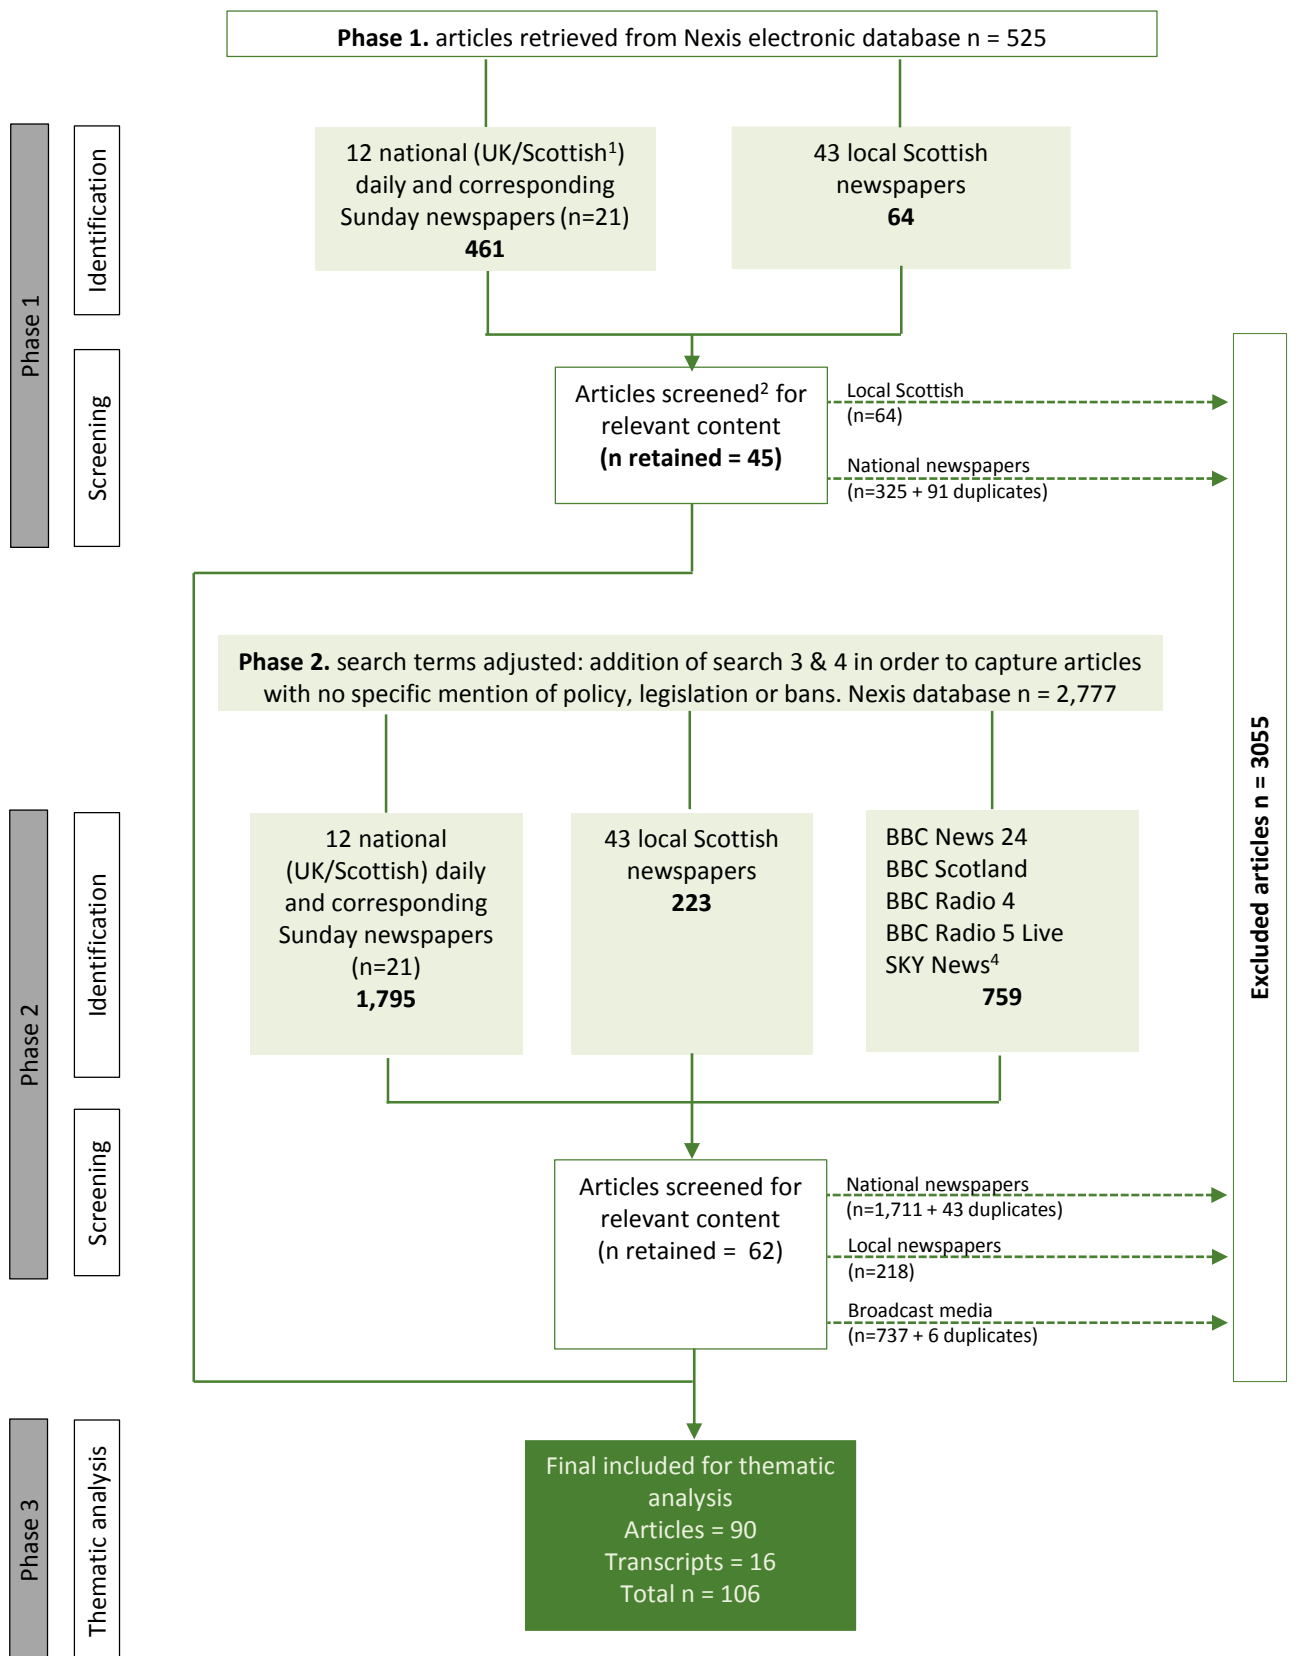 Phase 1. articles retrieved from Nexis electronic database n = 525
Phase 1
Identification
12 national (UK/Scottish¹)
daily and corresponding
Sunday newspapers (n=21)
461
43 local Scottish
newspapers
64
Screening
Articles screened² for
relevant content
(n retained = 45)
Local Scottish
(n=64)
National newspapers
(n=325 + 91 duplicates)
Excluded articles n = 3055
Phase 2. search terms adjusted: addition of search 3 & 4 in order to capture articles
with no specific mention of policy, legislation or bans. Nexis database n = 2,777
Phase 2
Identification
12 national
(UK/Scottish) daily
and corresponding
Sunday newspapers
(n=21)
1,795
43 local Scottish
newspapers
223
BBC News 24
BBC Scotland
BBC Radio 4
BBC Radio 5 Live
SKY News⁴
759
Screening
Articles screened for
relevant content
(n retained = 62)
National newspapers
(n=1,711 + 43 duplicates)
Local newspapers
(n=218)
Broadcast media
(n=737 + 6 duplicates)
Phase 3
Thematic analysis
Final included for thematic
analysis
Articles = 90
Transcripts = 16
Total n = 106